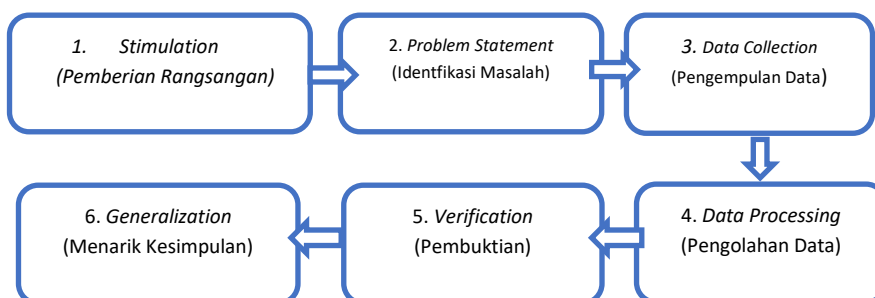 1. Stimulation
(Pemberian Rangsangan)
2. Problem Statement
(Identfikasi Masalah)
3. Data Collection
(Pengempulan Data)
4. Data Processing
(Pengolahan Data)
5. Verification
(Pembuktian)
6. Generalization
(Menarik Kesimpulan)